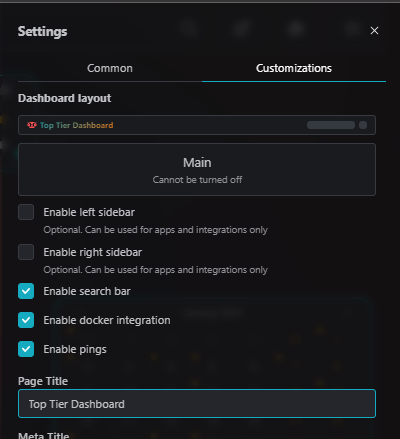 Settings
Common
Customizations
Dashboard layout
Top Tier Dashboard
Main
Cannot be turned off
Enable left sidebar
Optional. Can be used for apps and integrations only
Enable right sidebar
Optional. Can be used for apps and integrations only
Enable search bar
Enable docker integration
Enable pings
Page Title
Top Tier Dashboard
Meta Title